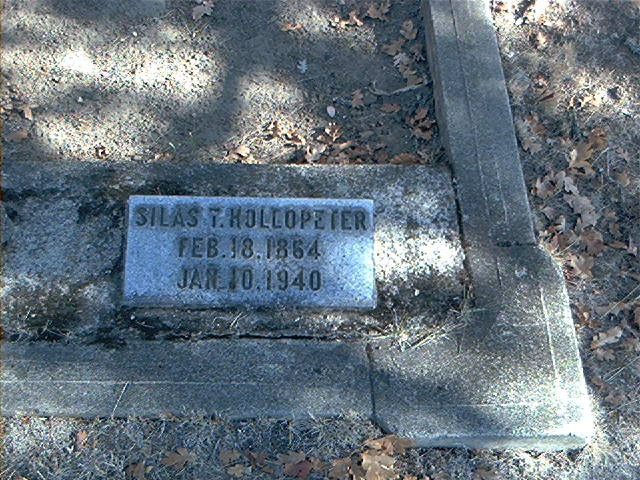 SILAS T. HOLLOPETER
FEB. 18. 1864
JAN. 10. 1940